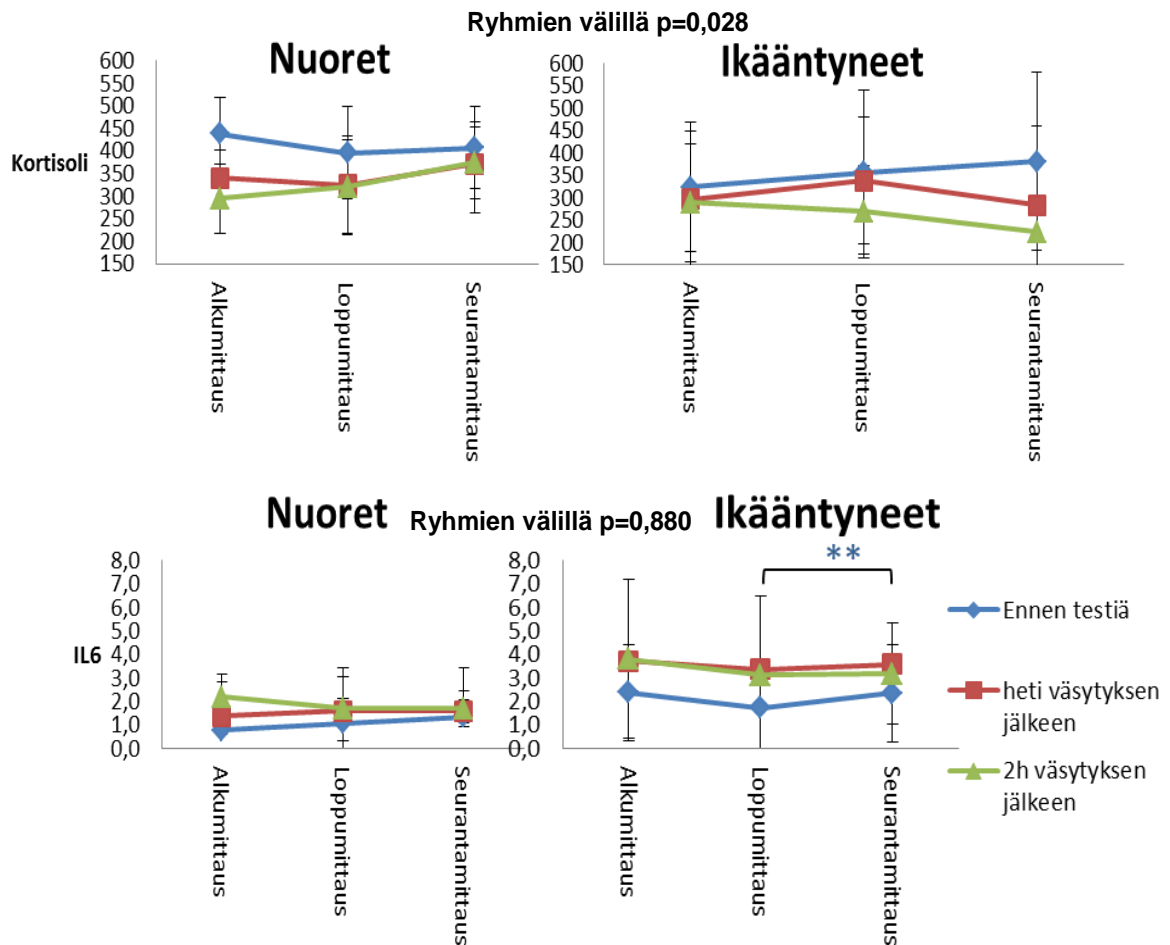 Ryhmien välillä p=0,028
Nuoret
Ikääntyneet
Kortisoli
600
550
500
450
400
350
300
250
200
150
600
550
500
450
400
350
300
250
200
150
Alkumittaus
Loppumittaus
Seurantamittaus
Alkumittaus
Loppumittaus
Seurantamittaus
Nuoret
Ryhmien välillä p=0,880
Ikääntyneet
IL6
8,0
7,0
6,0
5,0
4,0
3,0
2,0
1,0
0,0
8,0
7,0
6,0
5,0
4,0
3,0
2,0
1,0
0,0
**
Alkumittaus
Loppumittaus
Seurantamittaus
Alkumittaus
Loppumittaus
Seurantamittaus
Ennen testiä
heti väsytyksen
jälkeen
2h väsytyksen
jälkeen